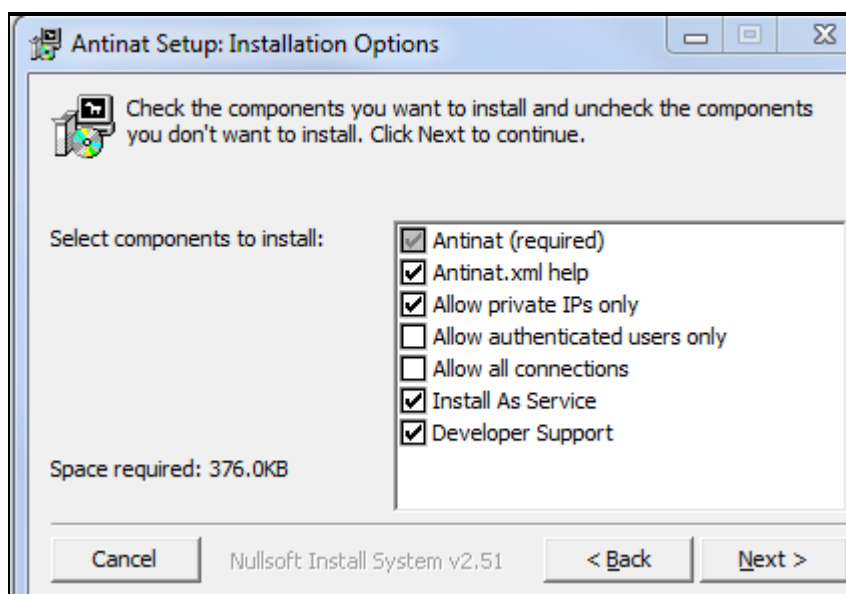 Antinat Setup: Installation Options
Check the components you want to install and uncheck the components
you don't want to install. Click Next to continue.
Select components to install:
Antinat (required)
Antinat.xml help
Allow private IPs only
Allow authenticated users only
Allow all connections
Install As Service
Developer Support
Space required: 376.0KB
Cancel
Nullsoft Install System v2.51
< Back
Next >